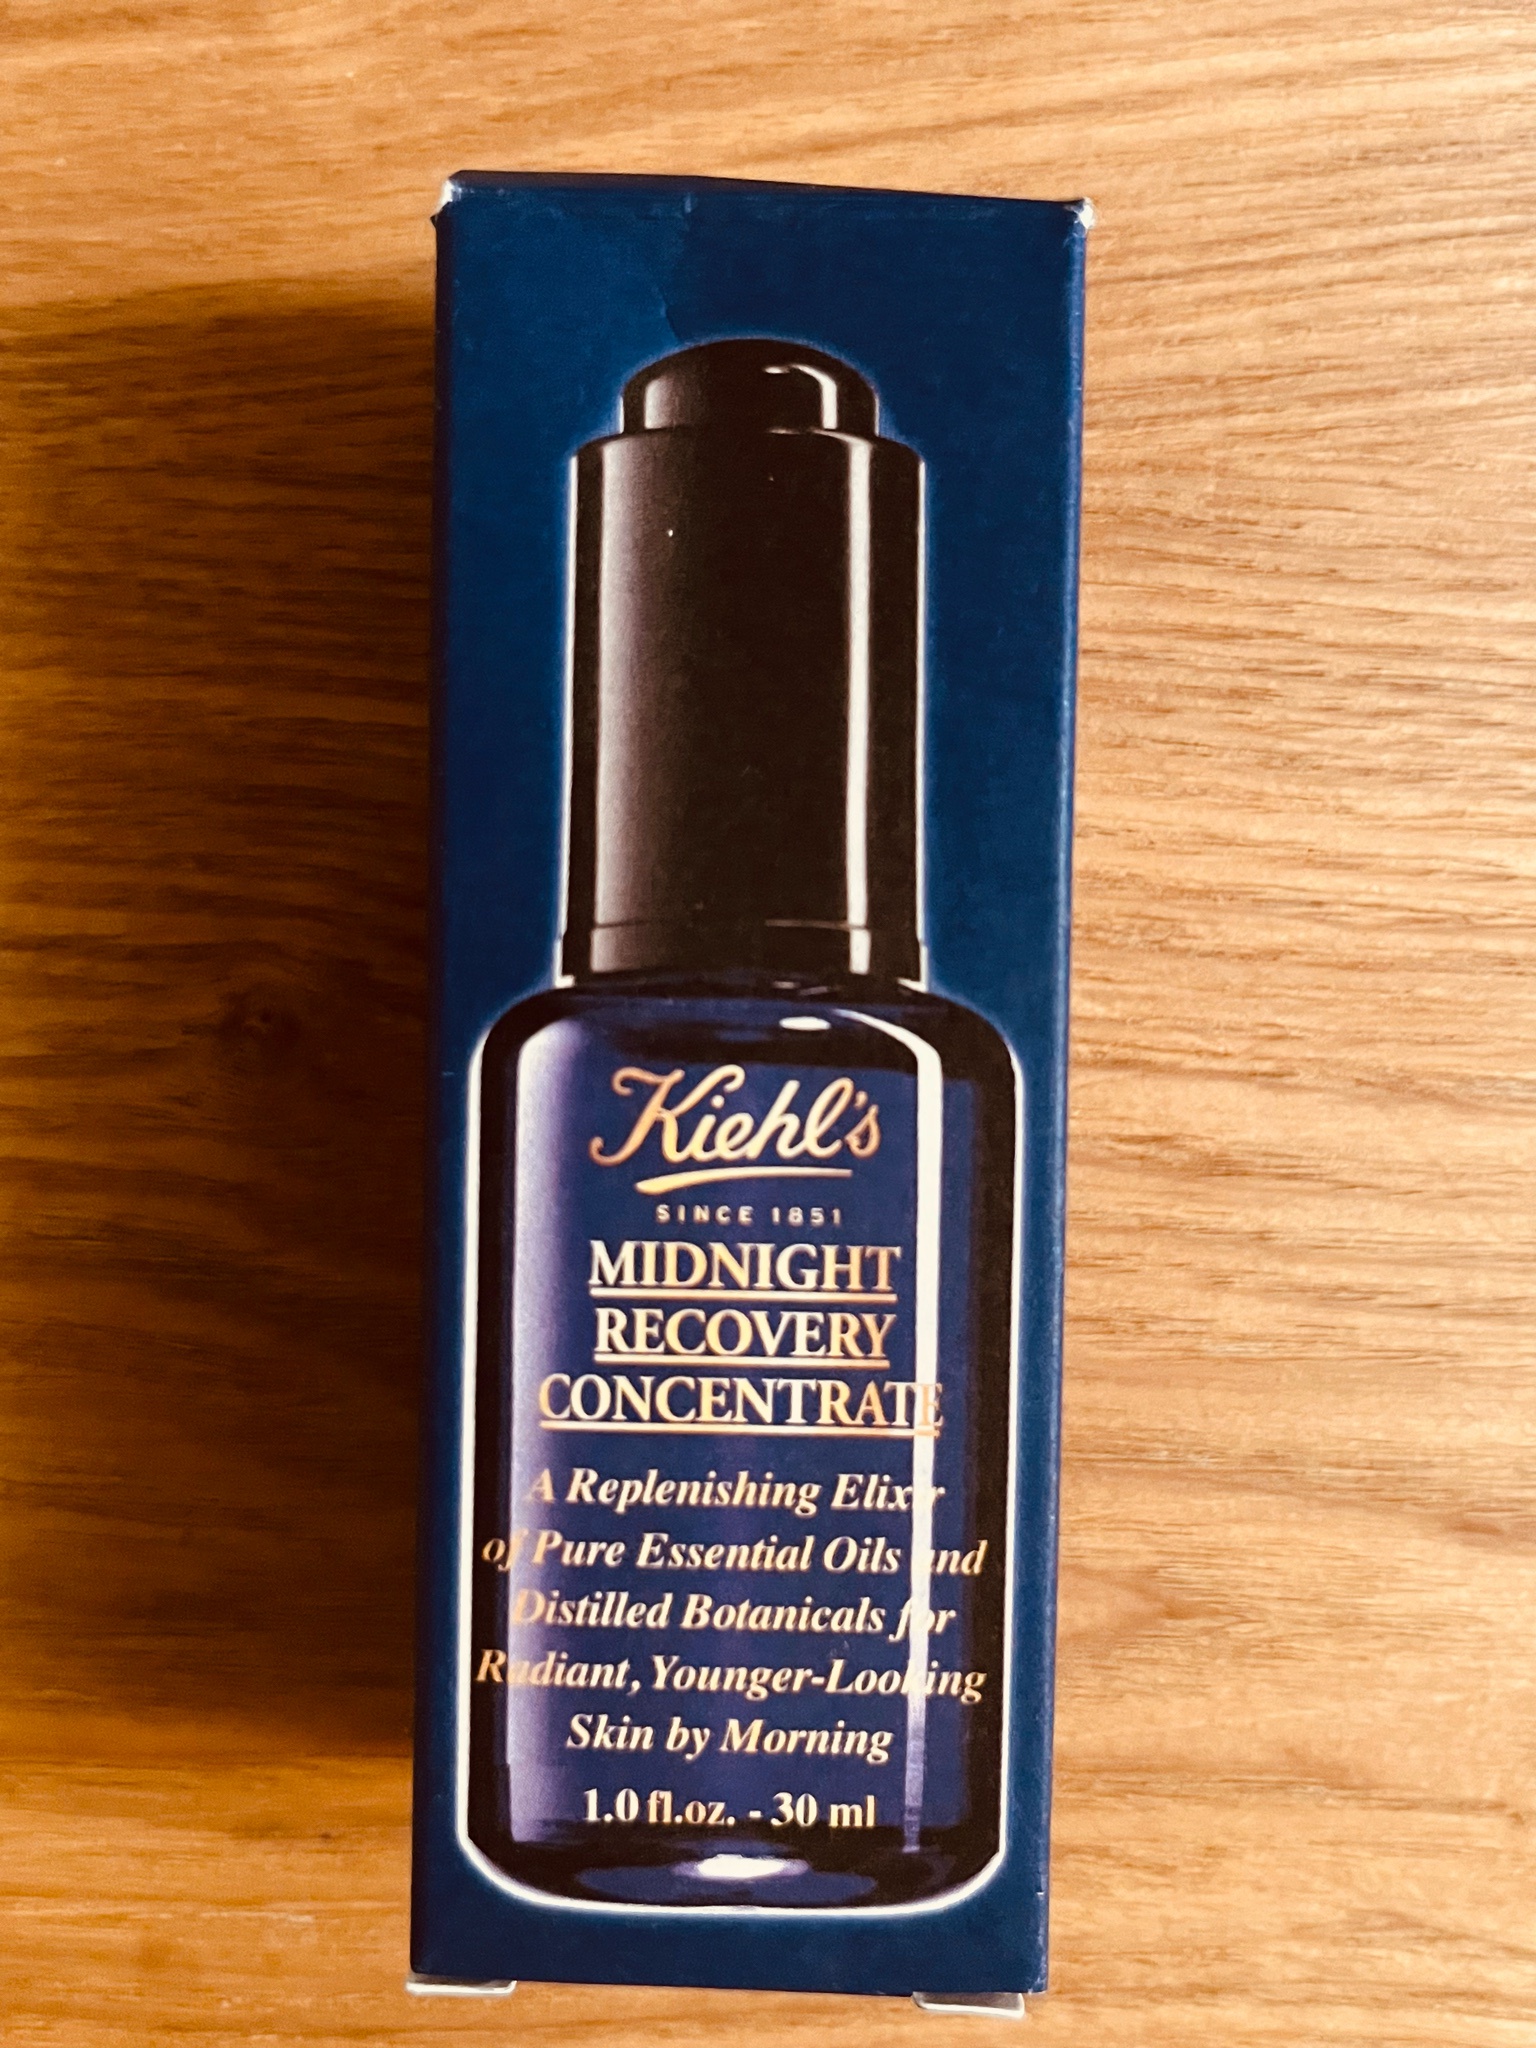 Kiehl's
SINCE 1851
MIDNIGHT
RECOVERY
CONCENTRATE
A Replenishing Elixir
of Pure Essential Oils and
Distilled Botanicals for
Radiant, Younger-Looking
Skin by Morning
1.0 fl.oz. - 30 ml